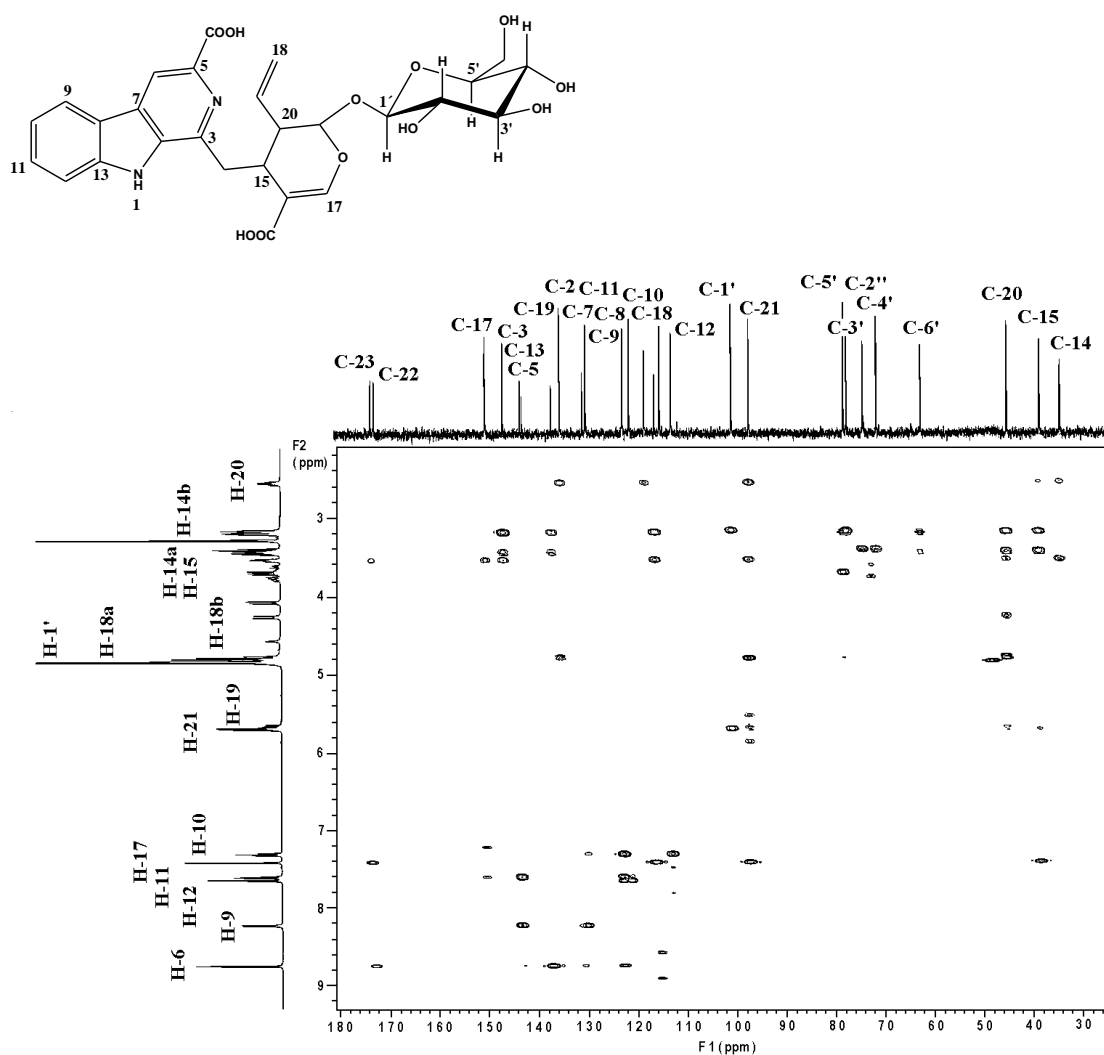 COOH
OH
H
18
5
9
5'
O
OH
H
7
N
O
1´
OH
20
HO
H
3'
3
11
13
N
H
15
O
H
H
1
17
HOOC
C-2 C-11 C-1' C-5' C-2''
C-19 C-7 C-8 C-10 C-4' C-20
C-17 C-18 C-21 C-15
C-3 C-9 C-12 C-3' C-6'
C-13 C-14
C-23 C-5
C-22
F2
(ppm)
H-20
H-14b
H-14a
H-15
H-18b
H-18a
H-1'
H-19
H-21
H-10
H-17
H-11
H-12
H-9
H-6
3
4
5
6
7
8
9
180 170 160 150 140 130 120 110 100 90 80 70 60 50 40 30
F1 (ppm)